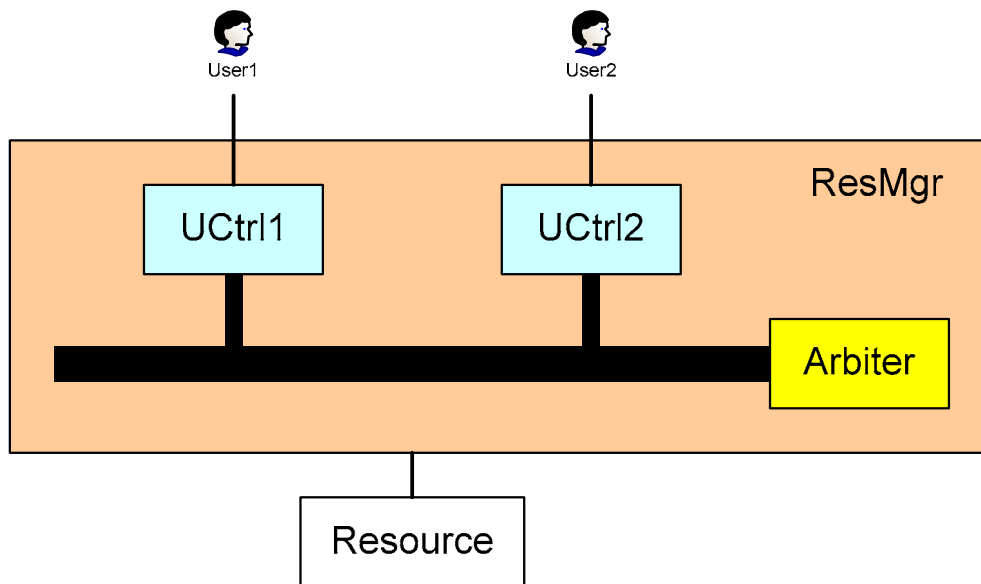 User1
User2
ResMgr
UCtrl1
UCtrl2
Arbiter
Resource